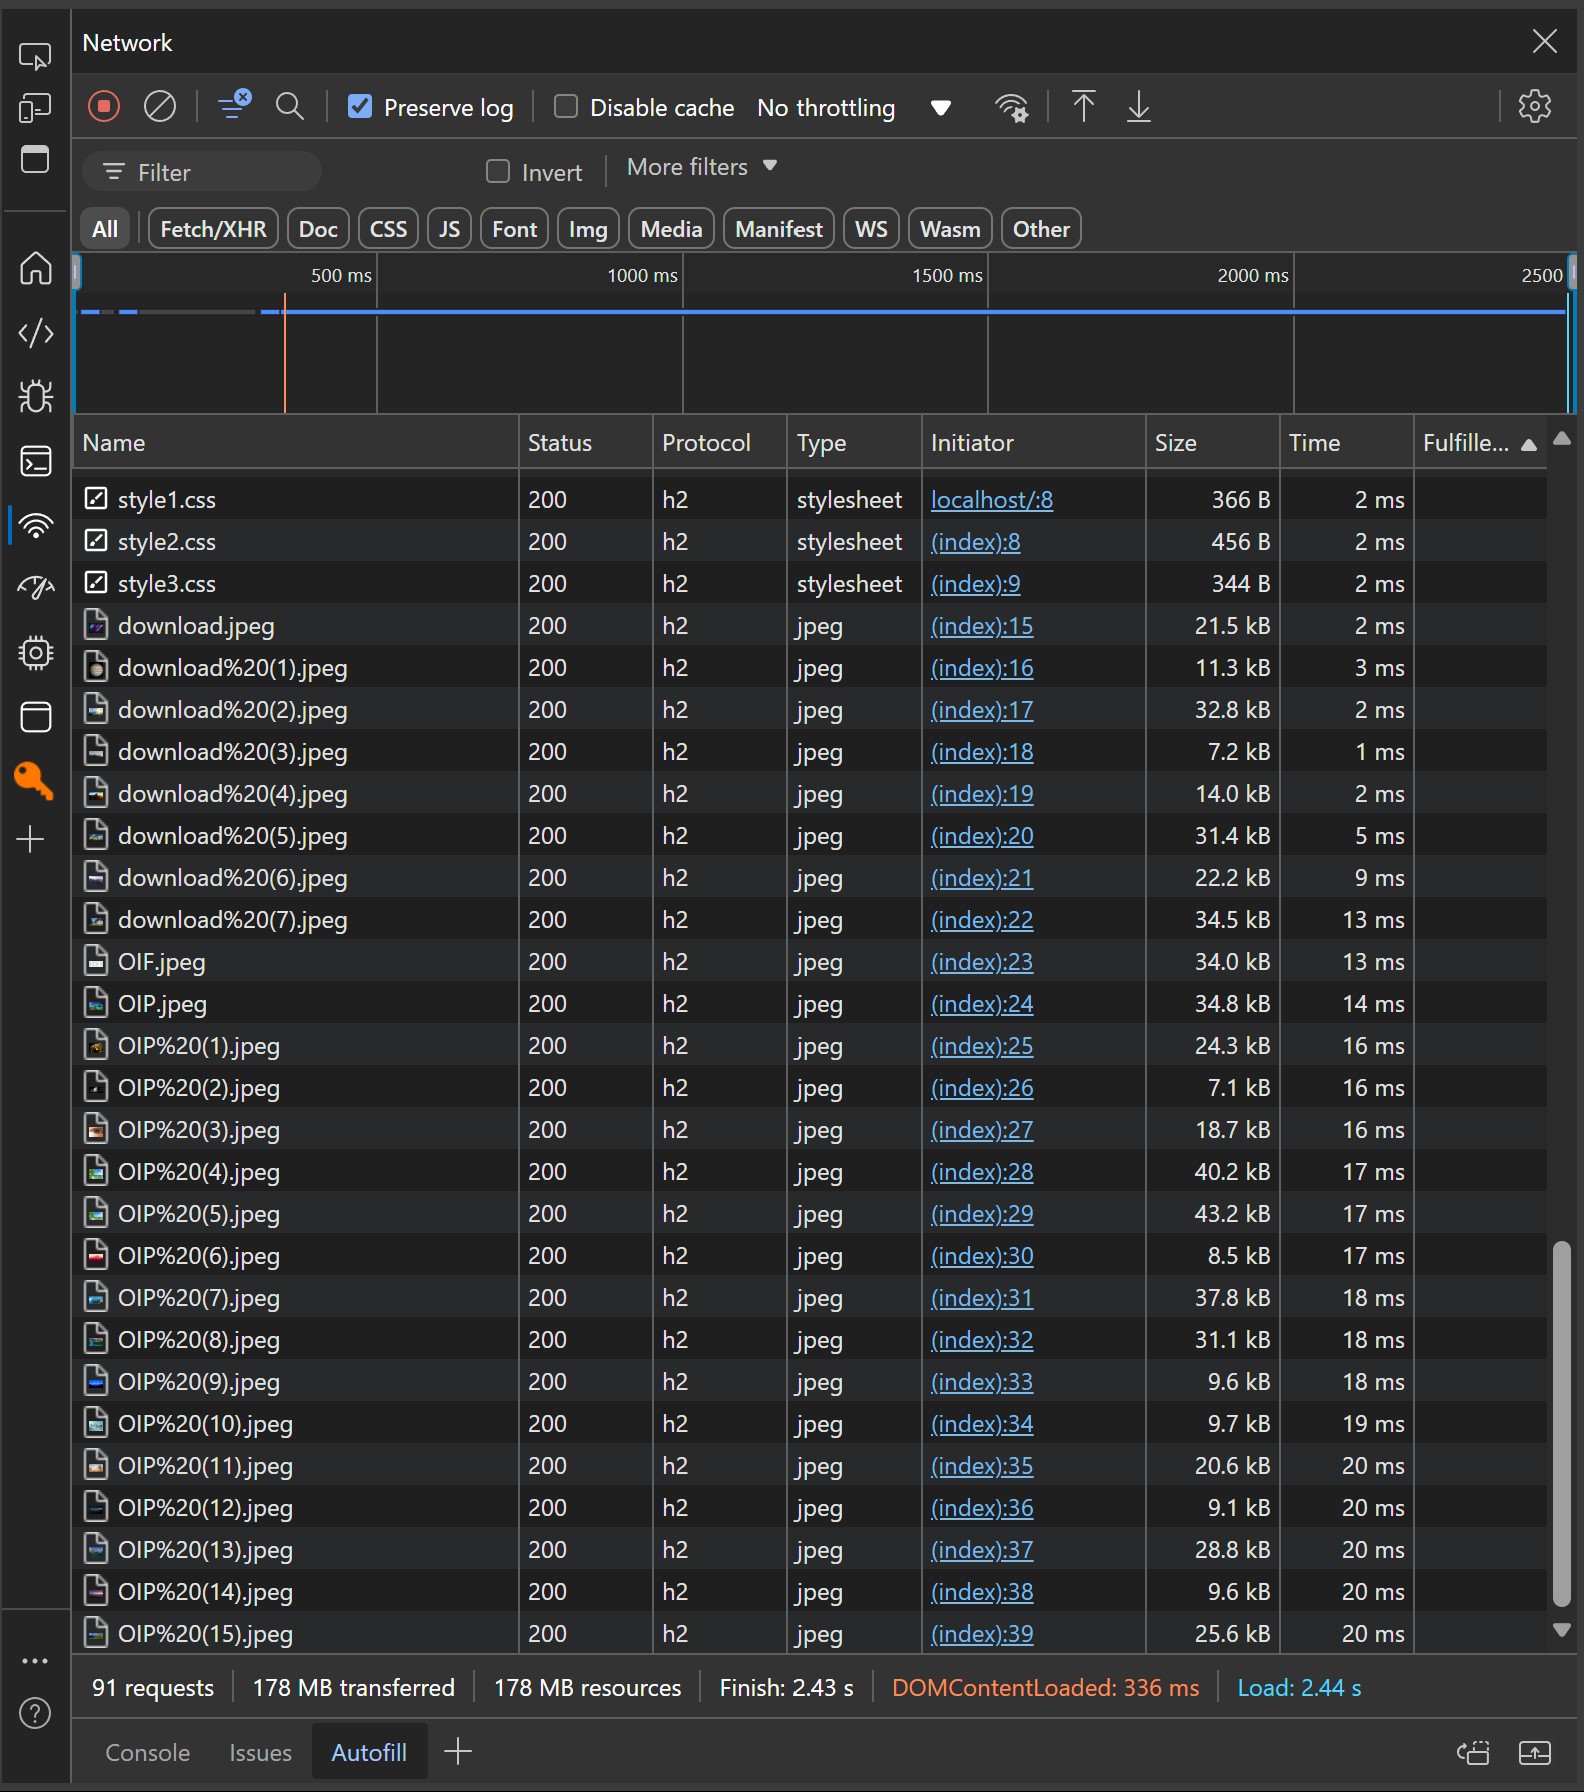 Network
Preserve log Disable cache No throttling
Filter Invert More filters
All Fetch/XHR Doc CSS JS Font Img Media Manifest WS Wasm Other
500 ms 1000 ms 1500 ms 2000 ms 2500
Name Status Protocol Type Initiator Size Time Fulfille...
style1.css 200 h2 stylesheet localhost/:8 366 B 2 ms
style2.css 200 h2 stylesheet (index):8 456 B 2 ms
style3.css 200 h2 stylesheet (index):9 344 B 2 ms
download.jpeg 200 h2 jpeg (index):15 21.5 kB 2 ms
download%20(1).jpeg 200 h2 jpeg (index):16 11.3 kB 3 ms
download%20(2).jpeg 200 h2 jpeg (index):17 32.8 kB 2 ms
download%20(3).jpeg 200 h2 jpeg (index):18 7.2 kB 1 ms
download%20(4).jpeg 200 h2 jpeg (index):19 14.0 kB 2 ms
download%20(5).jpeg 200 h2 jpeg (index):20 31.4 kB 5 ms
download%20(6).jpeg 200 h2 jpeg (index):21 22.2 kB 9 ms
download%20(7).jpeg 200 h2 jpeg (index):22 34.5 kB 13 ms
OIF.jpeg 200 h2 jpeg (index):23 34.0 kB 13 ms
OIP.jpeg 200 h2 jpeg (index):24 34.8 kB 14 ms
OIP%20(1).jpeg 200 h2 jpeg (index):25 24.3 kB 16 ms
OIP%20(2).jpeg 200 h2 jpeg (index):26 7.1 kB 16 ms
OIP%20(3).jpeg 200 h2 jpeg (index):27 18.7 kB 16 ms
OIP%20(4).jpeg 200 h2 jpeg (index):28 40.2 kB 17 ms
OIP%20(5).jpeg 200 h2 jpeg (index):29 43.2 kB 17 ms
OIP%20(6).jpeg 200 h2 jpeg (index):30 8.5 kB 17 ms
OIP%20(7).jpeg 200 h2 jpeg (index):31 37.8 kB 18 ms
OIP%20(8).jpeg 200 h2 jpeg (index):32 31.1 kB 18 ms
OIP%20(9).jpeg 200 h2 jpeg (index):33 9.6 kB 18 ms
OIP%20(10).jpeg 200 h2 jpeg (index):34 9.7 kB 19 ms
OIP%20(11).jpeg 200 h2 jpeg (index):35 20.6 kB 20 ms
OIP%20(12).jpeg 200 h2 jpeg (index):36 9.1 kB 20 ms
OIP%20(13).jpeg 200 h2 jpeg (index):37 28.8 kB 20 ms
OIP%20(14).jpeg 200 h2 jpeg (index):38 9.6 kB 20 ms
OIP%20(15).jpeg 200 h2 jpeg (index):39 25.6 kB 20 ms
91 requests 178 MB transferred 178 MB resources Finish: 2.43 s DOMContentLoaded: 336 ms Load: 2.44 s
Console Issues Autofill